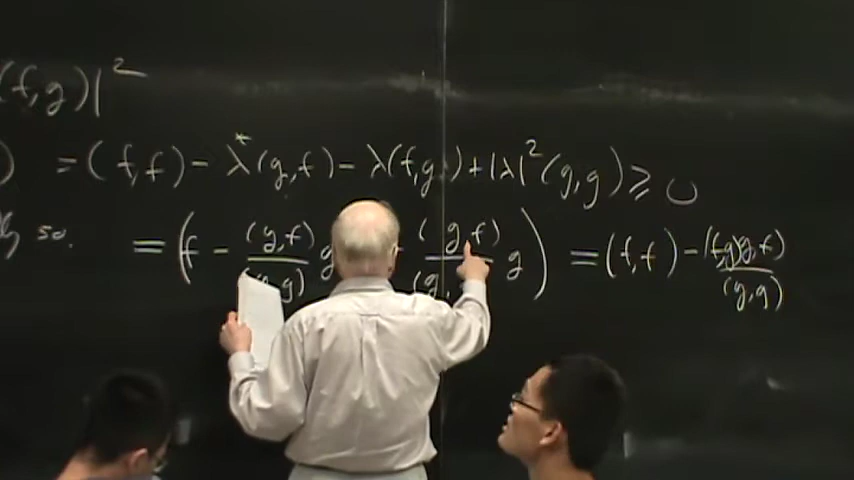 (f,g)|²
) = (f,f) - λ*(g,f) - λ(f,g) + |λ|²(g,g) ≥ 0
so. = (f - (g,f)/(g,g) g - (g,f)/(g, g) = (f,f) - (f,g)(g,f)/(g,g)